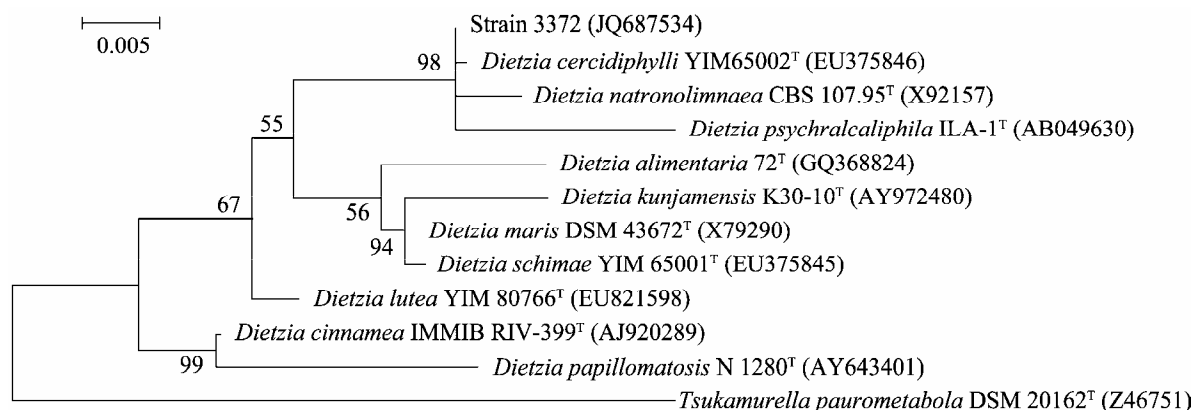 Strain 3372 (JQ687534)
0.005
98
Dietzia cercidiphylli YIM65002ᵀ (EU375846)
Dietzia natronolimnaea CBS 107.95ᵀ (X92157)
55
Dietzia psychralcaliphila ILA-1ᵀ (AB049630)
Dietzia alimentaria 72ᵀ (GQ368824)
Dietzia kunjamensis K30-10ᵀ (AY972480)
67
56
Dietzia maris DSM 43672ᵀ (X79290)
94
Dietzia schimae YIM 65001ᵀ (EU375845)
Dietzia lutea YIM 80766ᵀ (EU821598)
Dietzia cinnamea IMMIB RIV-399ᵀ (AJ920289)
99
Dietzia papillomatosis N 1280ᵀ (AY643401)
Tsukamurella paurometabola DSM 20162ᵀ (Z46751)